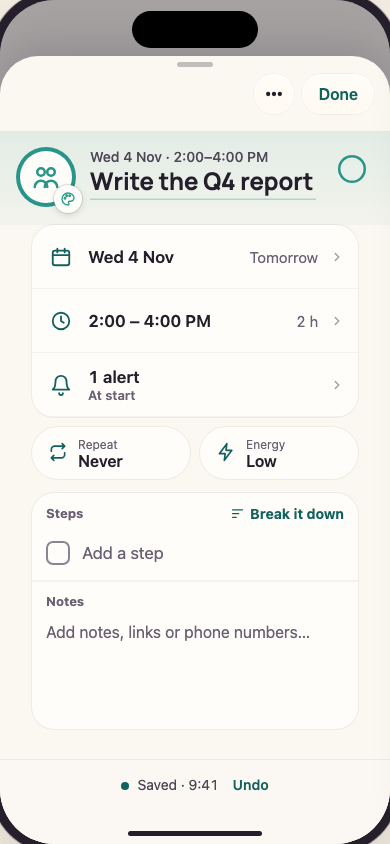 Done
Wed 4 Nov · 2:00–4:00 PM
Write the Q4 report
Wed 4 Nov
Tomorrow
2:00 – 4:00 PM
2 h
1 alert
At start
Repeat
Never
Energy
Low
Steps
Break it down
Add a step
Notes
Add notes, links or phone numbers...
Saved · 9:41
Undo